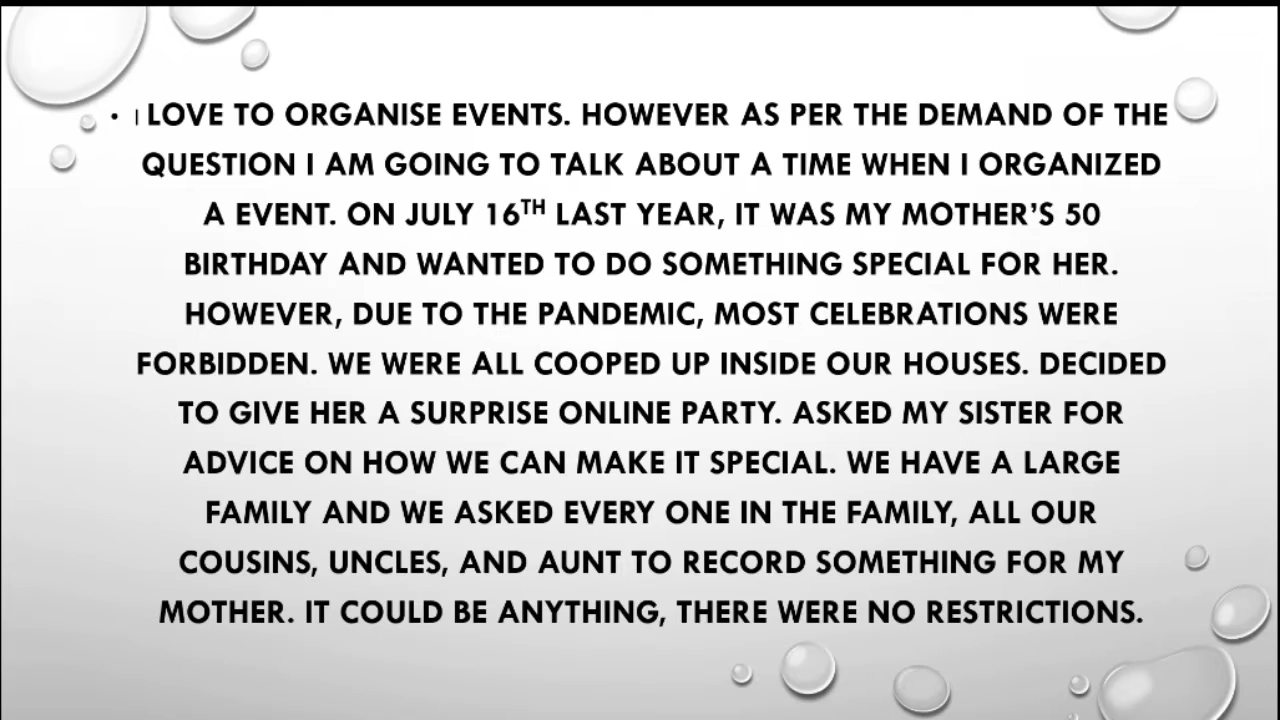 • I LOVE TO ORGANISE EVENTS. HOWEVER AS PER THE DEMAND OF THE
QUESTION I AM GOING TO TALK ABOUT A TIME WHEN I ORGANIZED
A EVENT. ON JULY 16TH LAST YEAR, IT WAS MY MOTHER'S 50
BIRTHDAY AND WANTED TO DO SOMETHING SPECIAL FOR HER.
HOWEVER, DUE TO THE PANDEMIC, MOST CELEBRATIONS WERE
FORBIDDEN. WE WERE ALL COOPED UP INSIDE OUR HOUSES. DECIDED
TO GIVE HER A SURPRISE ONLINE PARTY. ASKED MY SISTER FOR
ADVICE ON HOW WE CAN MAKE IT SPECIAL. WE HAVE A LARGE
FAMILY AND WE ASKED EVERY ONE IN THE FAMILY, ALL OUR
COUSINS, UNCLES, AND AUNT TO RECORD SOMETHING FOR MY
MOTHER. IT COULD BE ANYTHING, THERE WERE NO RESTRICTIONS.